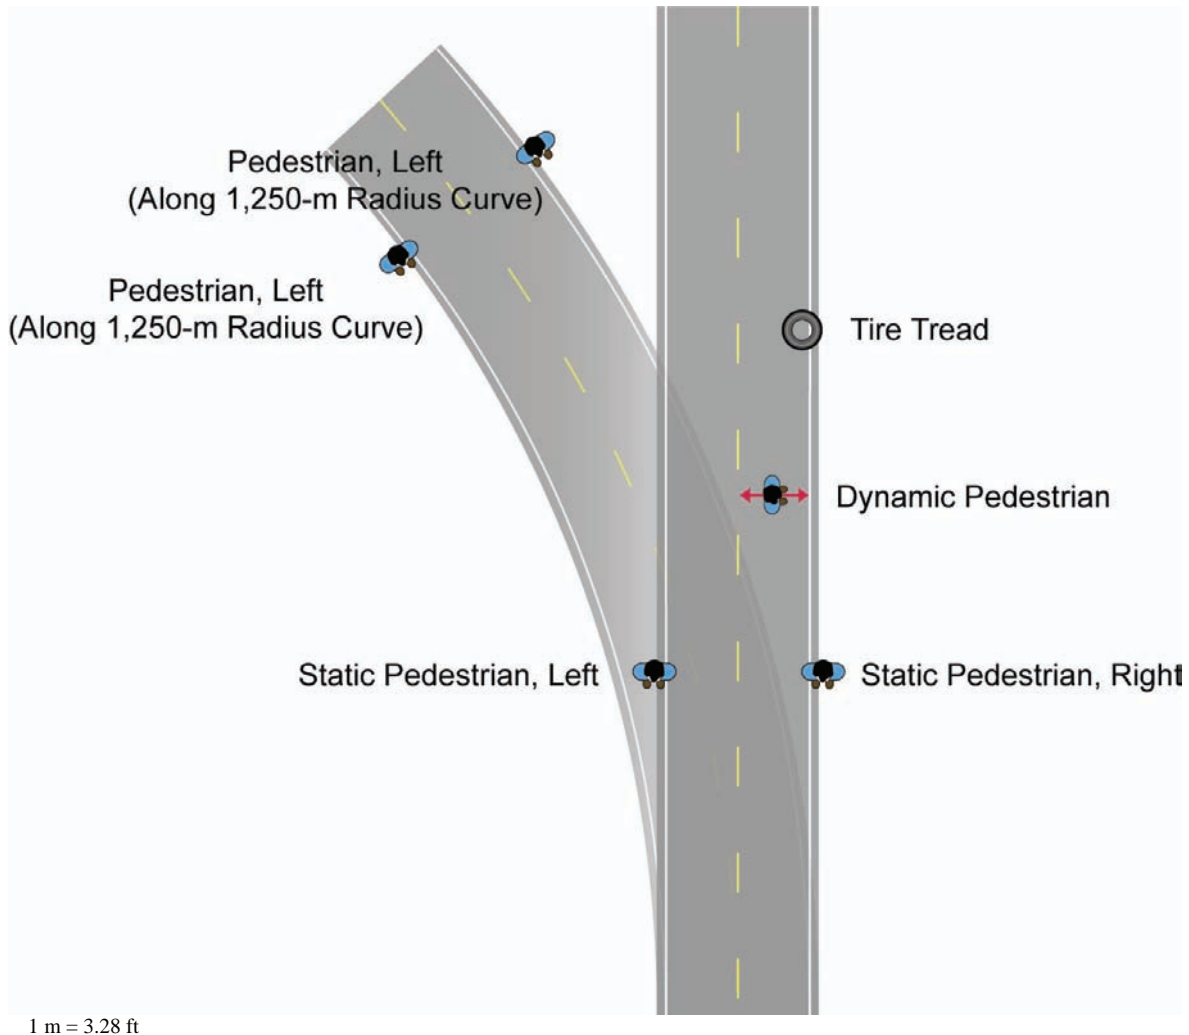 Pedestrian, Left
(Along 1,250-m Radius Curve)
Pedestrian, Left
(Along 1,250-m Radius Curve)
Tire Tread
Dynamic Pedestrian
Static Pedestrian, Left
Static Pedestrian, Right
1 m = 3.28 ft